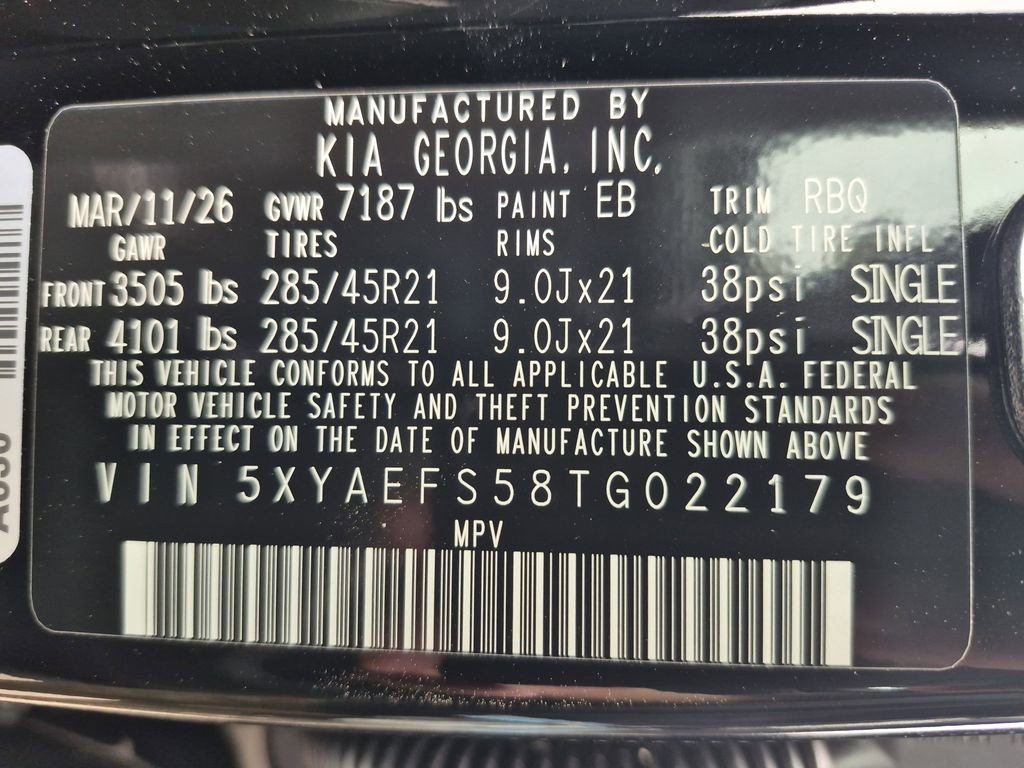 MANUFACTURED BY
KIA GEORGIA, INC.
MAR/11/26 GVWR 7187 lbs PAINT EB TRIM RBQ
GAWR TIRES RIMS COLD TIRE INFL
FRONT 3505 lbs 285/45R21 9.0Jx21 38psi SINGLE
REAR 4101 lbs 285/45R21 9.0Jx21 38psi SINGLE
THIS VEHICLE CONFORMS TO ALL APPLICABLE U.S.A. FEDERAL
MOTOR VEHICLE SAFETY AND THEFT PREVENTION STANDARDS
IN EFFECT ON THE DATE OF MANUFACTURE SHOWN ABOVE
VIN 5XYAEFS58TG022179
MPV